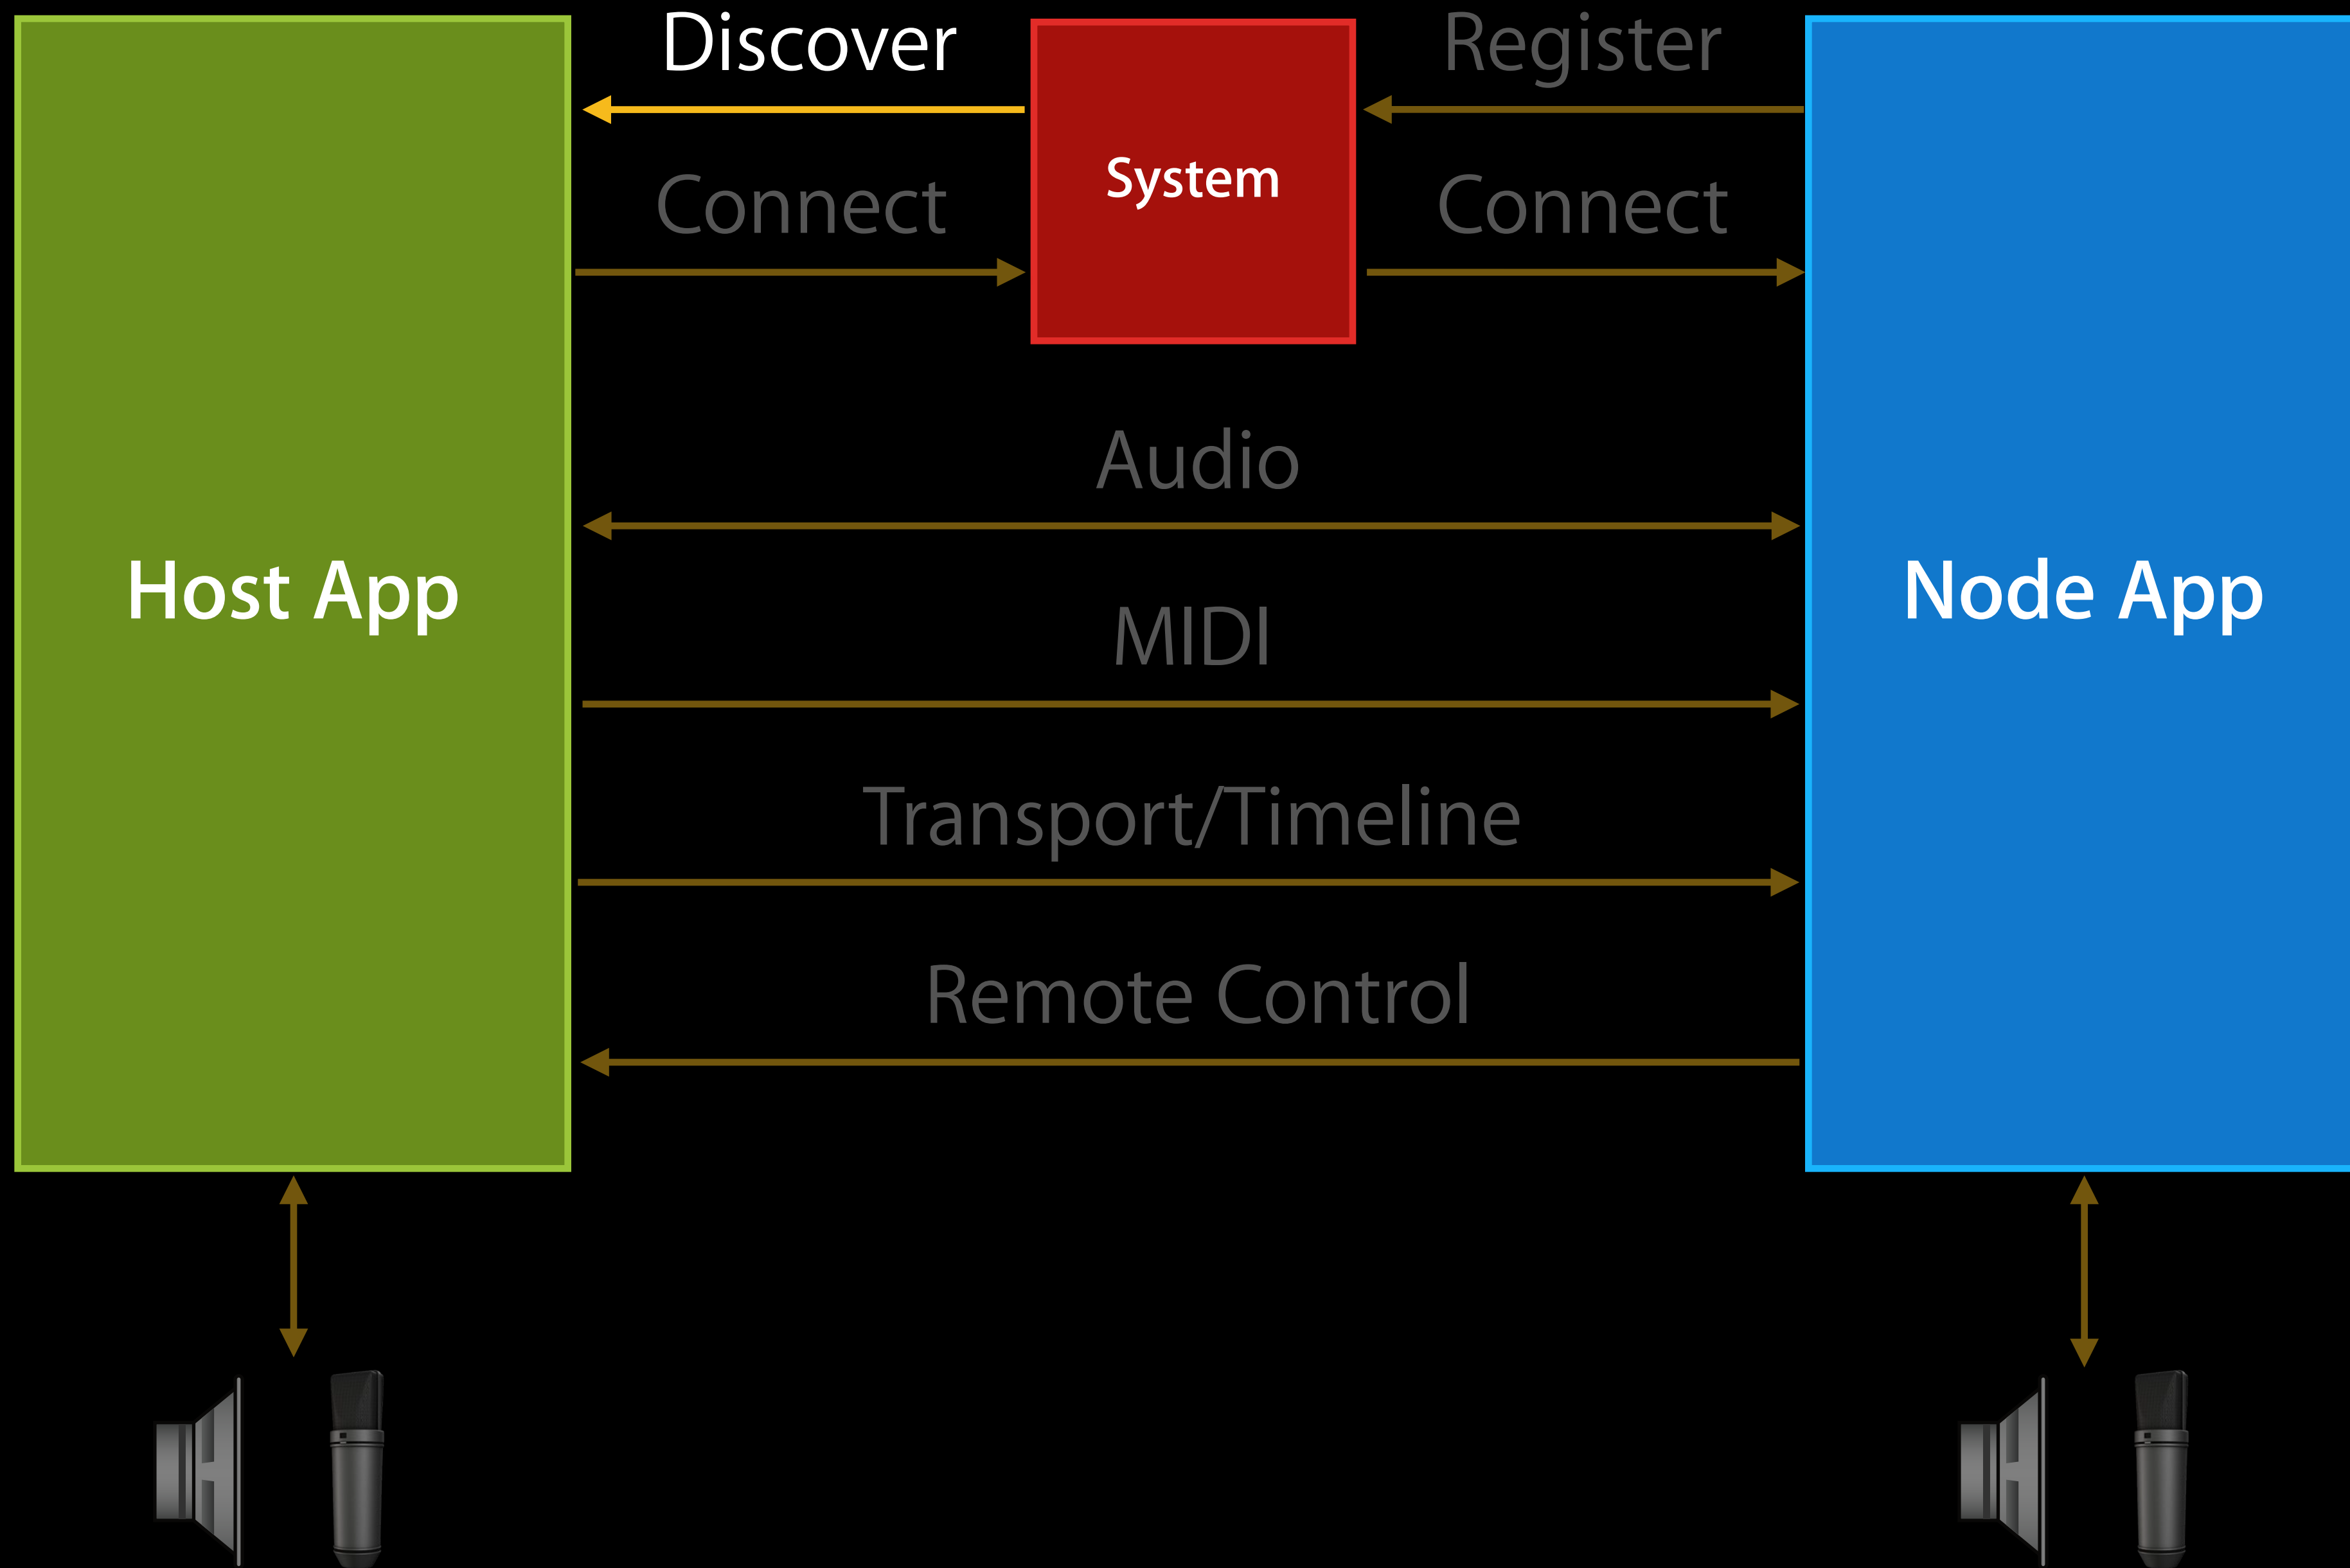 Discover
Register
System
Connect
Connect
Audio
Host App
Node App
MIDI
Transport/Timeline
Remote Control